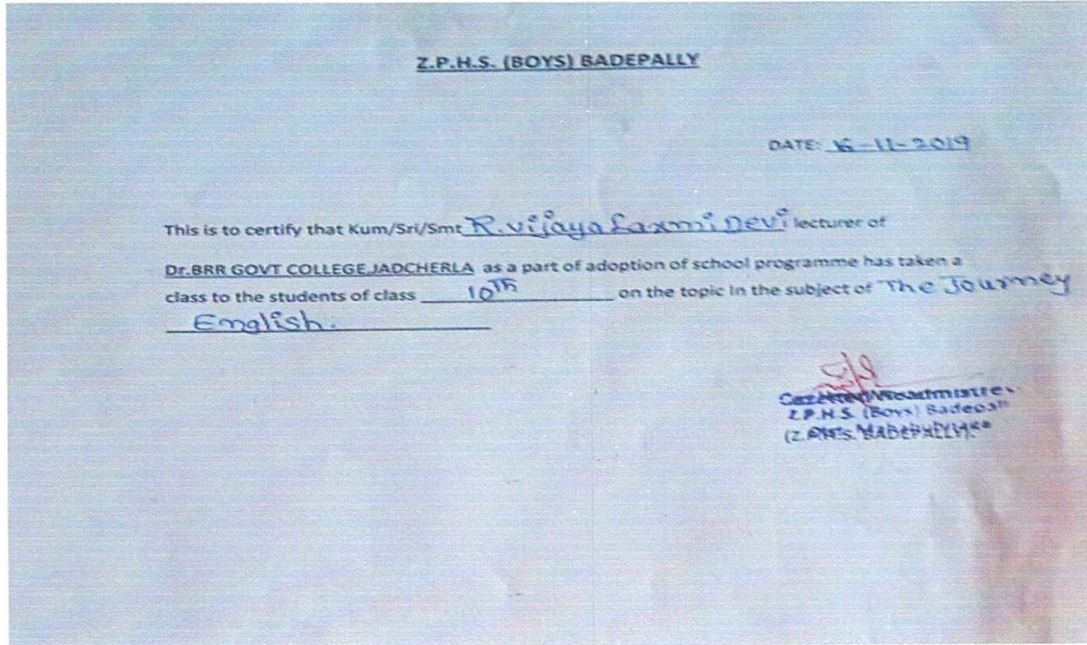 Z.P.H.S. (BOYS) BADEPALLY
DATE: 16-11-2019
This is to certify that Kum/Sri/Smt R. Vijaya Laxmi Devi lecturer of
Dr.BRR GOVT COLLEGE JADCHERLA as a part of adoption of school programme has taken a
class to the students of class 10Th on the topic In the subject of The Journey
English.
Z.P.H.S. (Boys) Badepall
(Z.P.H.S. BADEPALLY).